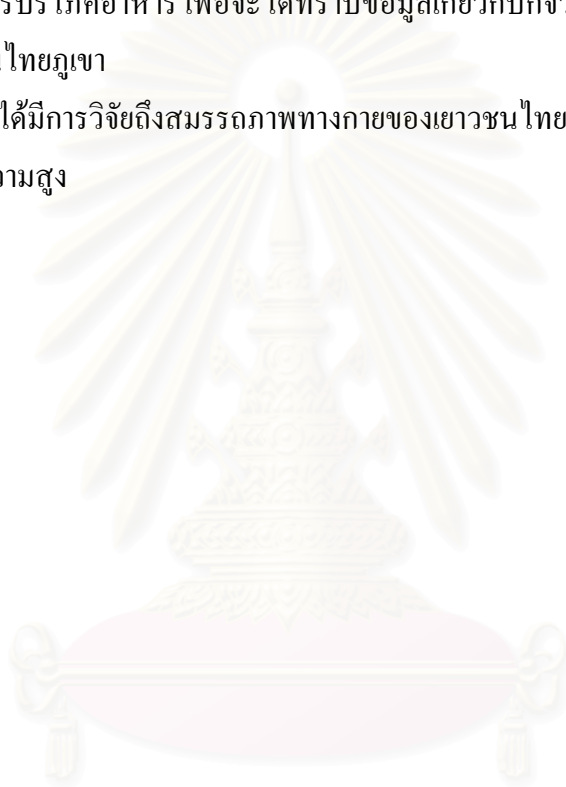 รบริโภคอาหาร เพื่อจะได้ทราบข้อมูลเกี่ยวกับกิจ
ไทยภูเขา
ได้มีการวิจัยถึงสมรรถภาพทางกายของเยาวชนไทย
วามสูง